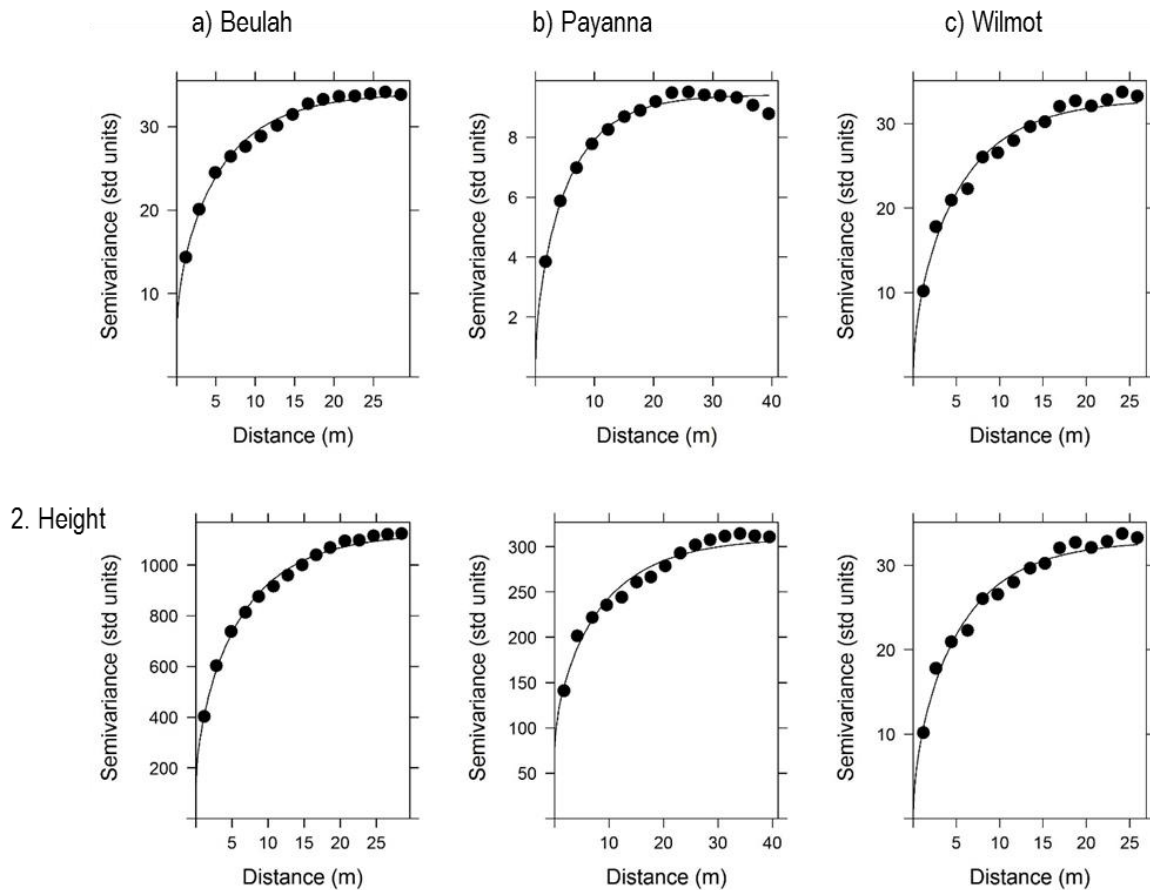 a) Beulah
b) Payanna
c) Wilmot
Semivariance (std units)
30
20
10
5 10 15 20 25
Distance (m)
Semivariance (std units)
8
6
4
2
10 20 30 40
Distance (m)
Semivariance (std units)
30
20
10
5 10 15 20 25
Distance (m)
2. Height
Semivariance (std units)
1000
800
600
400
200
5 10 15 20 25
Distance (m)
Semivariance (std units)
300
250
200
150
100
50
10 20 30 40
Distance (m)
Semivariance (std units)
30
20
10
5 10 15 20 25
Distance (m)